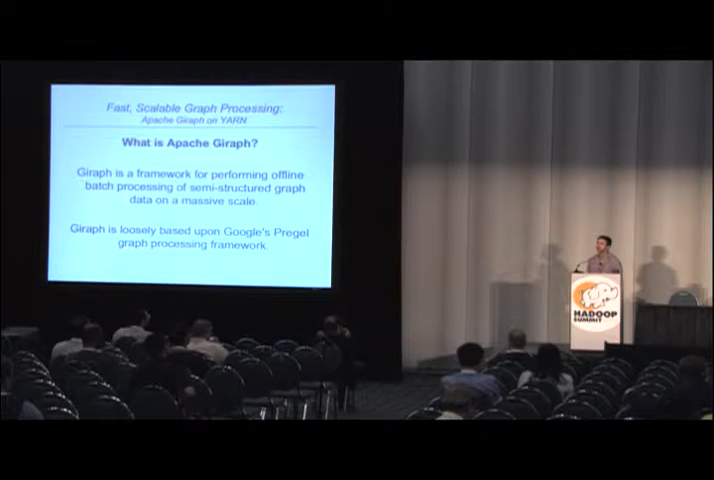 Fast, Scalable Graph Processing:
Apache Giraph on YARN
What is Apache Giraph?
Giraph is a framework for performing offline
batch processing of semi-structured graph
data on a massive scale.
Giraph is loosely based upon Google's Pregel
graph processing framework.
HADOOP
SUMMIT